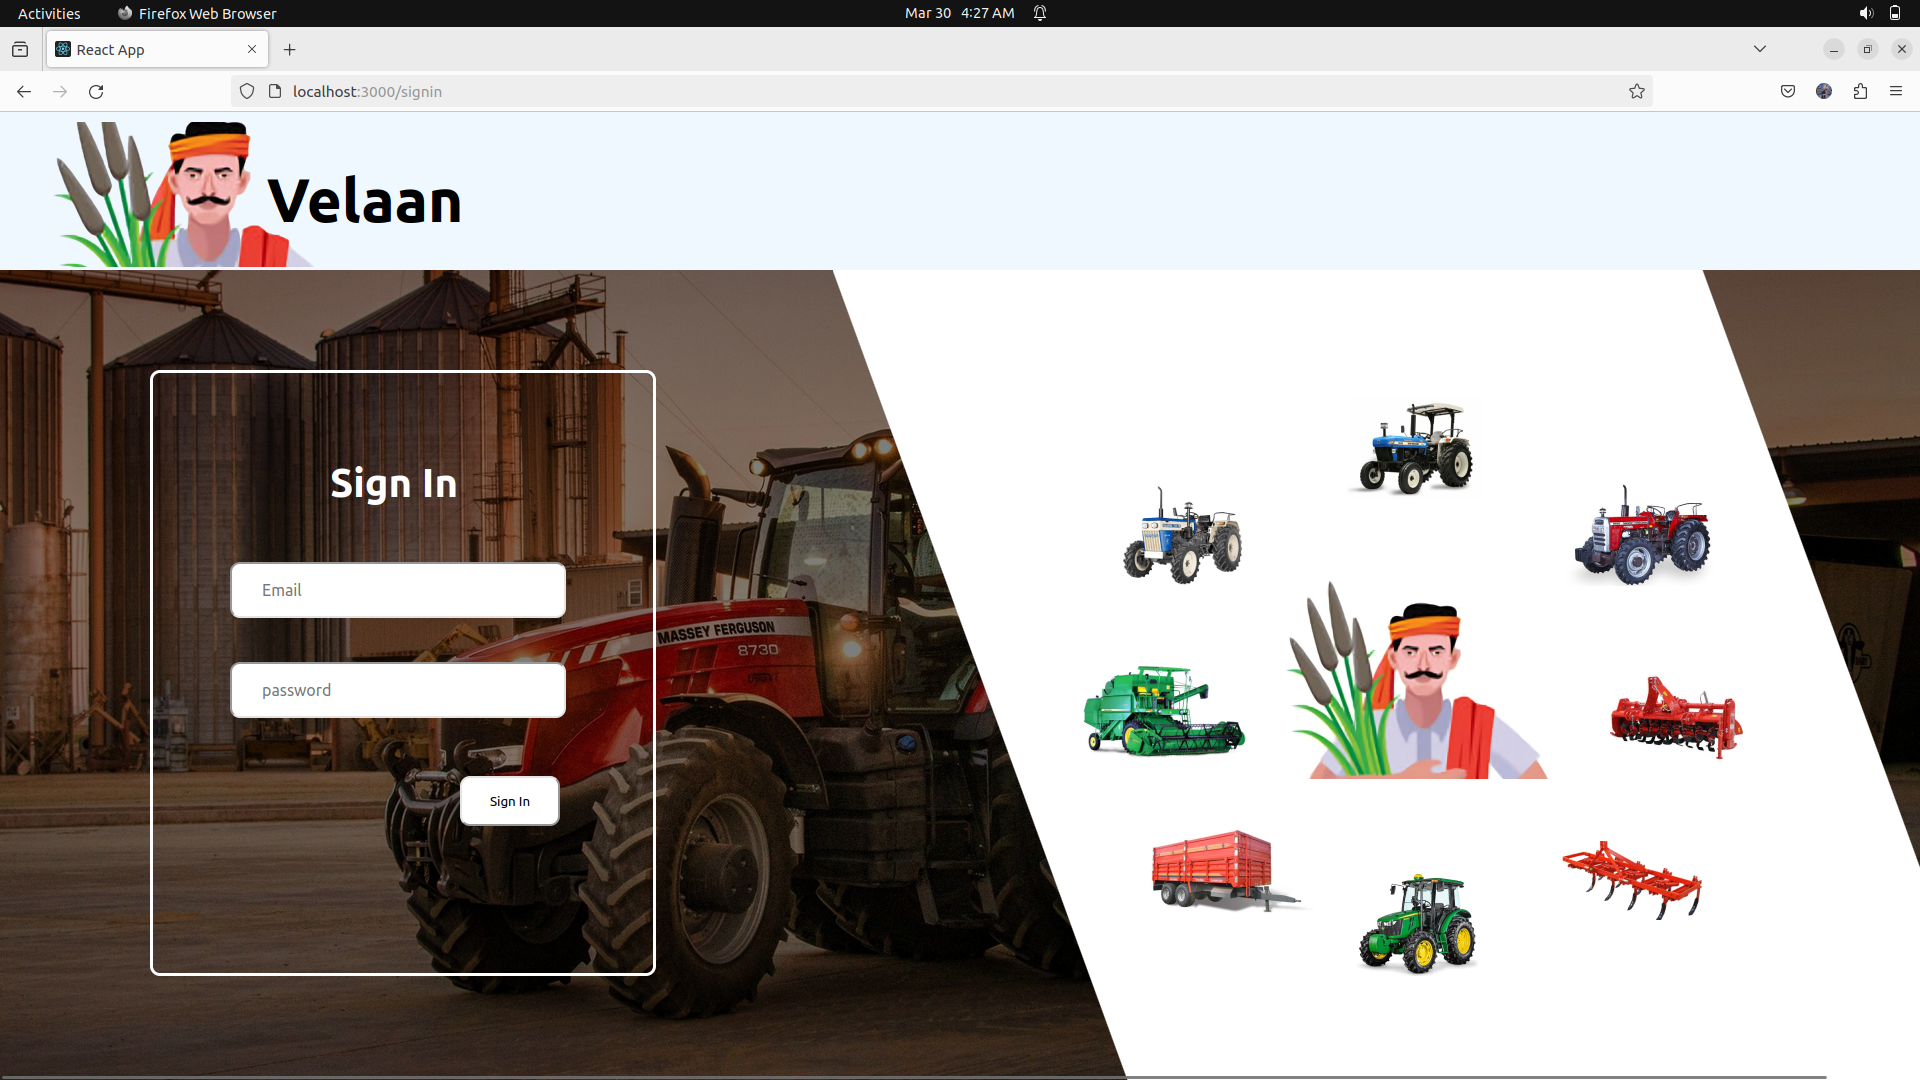 Activities
Firefox Web Browser
Mar 30 4:27 AM
React App
localhost:3000/signin
Velaan
Sign In
Email
MASSEY FERGUSON
8730
password
Sign In